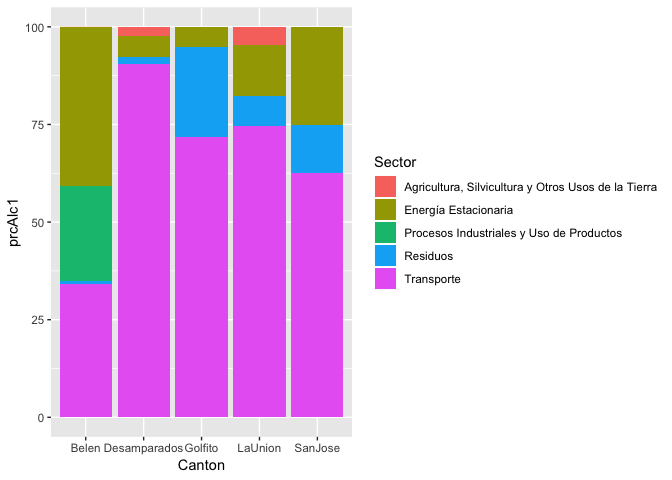 100
75
50
25
0
prcAlc1
Belen Desamparados Golfito LaUnion SanJose
Canton
Sector
Agricultura, Silvicultura y Otros Usos de la Tierra
Energía Estacionaria
Procesos Industriales y Uso de Productos
Residuos
Transporte